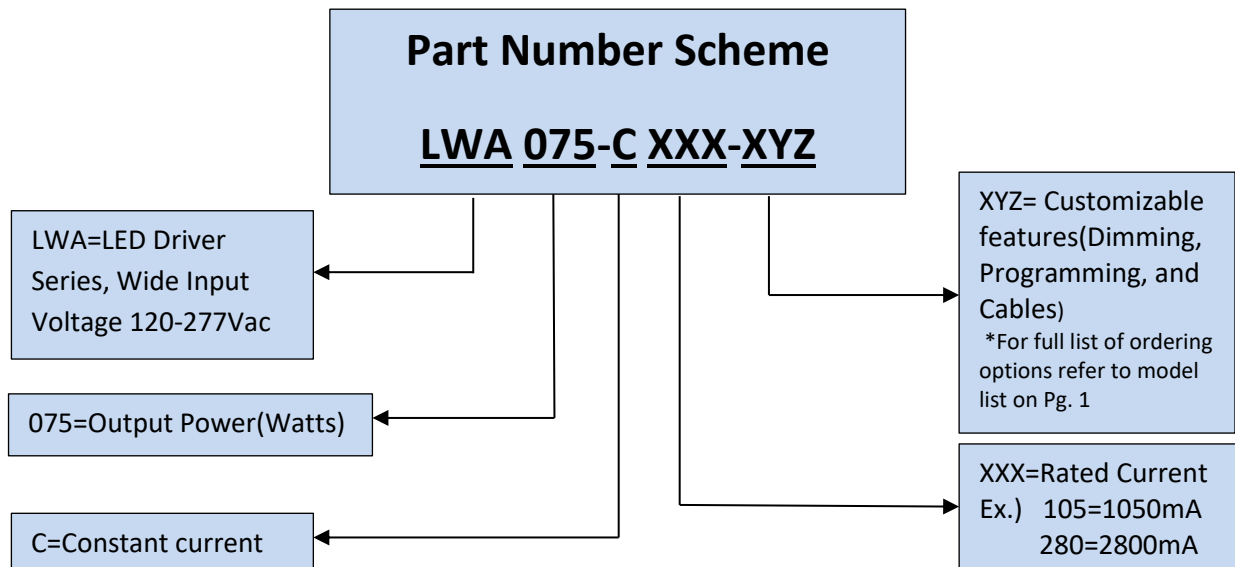 Part Number Scheme
LWA 075-C XXX-XYZ
LWA=LED Driver
Series, Wide Input
Voltage 120-277Vac
075=Output Power(Watts)
C=Constant current
XYZ= Customizable
features(Dimming,
Programming, and
Cables)
*For full list of ordering
options refer to model
list on Pg. 1
XXX=Rated Current
Ex.) 105=1050mA
280=2800mA